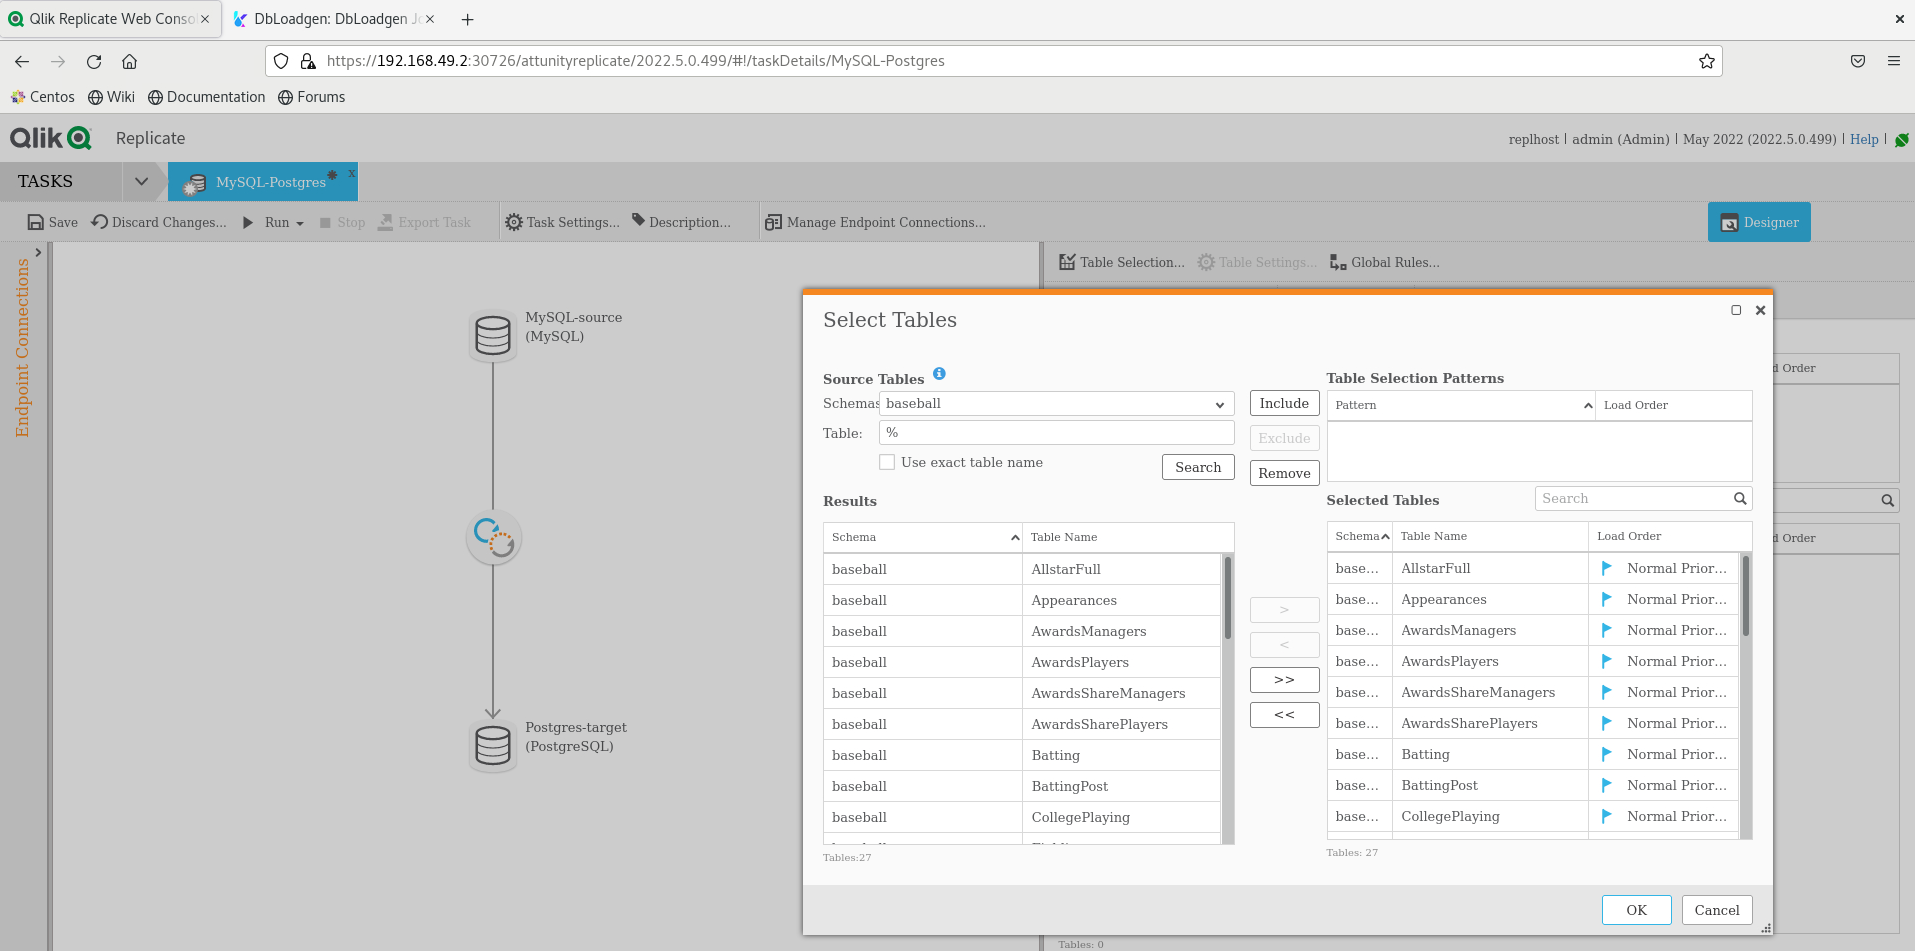 Qlik Replicate Web Conso
DbLoadgen: DbLoadgen Jo
https://192.168.49.2:30726/attunityreplicate/2022.5.0.499/#!/taskDetails/MySQL-Postgres
Centos Wiki Documentation Forums
Qlik Replicate
replhost | admin (Admin) | May 2022 (2022.5.0.499) | Help |
TASKS
MySQL-Postgres x
Save Discard Changes... Run Stop Export Task Task Settings... Description... Manage Endpoint Connections... Designer
Endpoint Connections
Table Selection... Table Settings... Global Rules...
MySQL-source
(MySQL)
Postgres-target
(PostgreSQL)
Select Tables
Source Tables
Schemas baseball
Table: %
Use exact table name
Search
Include
Exclude
Remove
Table Selection Patterns
Pattern Load Order
Results
Schema Table Name
baseball AllstarFull
baseball Appearances
baseball AwardsManagers
baseball AwardsPlayers
baseball AwardsShareManagers
baseball AwardsSharePlayers
baseball Batting
baseball BattingPost
baseball CollegePlaying
Tables:27
>
<
>>
<<
Selected Tables Search
Schema Table Name Load Order
base... AllstarFull Normal Prior...
base... Appearances Normal Prior...
base... AwardsManagers Normal Prior...
base... AwardsPlayers Normal Prior...
base... AwardsShareManagers Normal Prior...
base... AwardsSharePlayers Normal Prior...
base... Batting Normal Prior...
base... BattingPost Normal Prior...
base... CollegePlaying Normal Prior...
Tables: 27
OK Cancel
d Order
d Order
Tables: 0